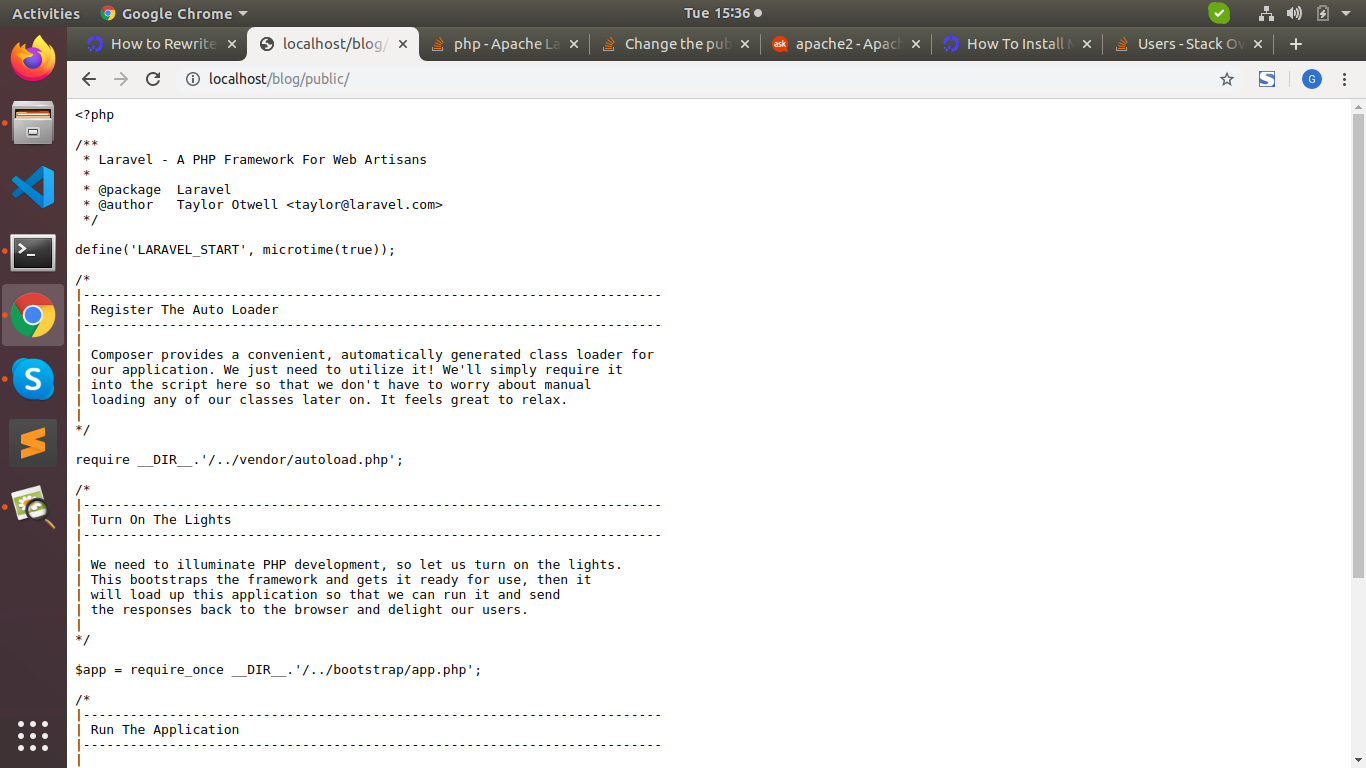 Activities
Google Chrome
Tue 15:36
How to Rewrite
localhost/blog/
php - Apache La
Change the pub
apache2 - Apach
How To Install M
Users - Stack Ov
localhost/blog/public/
G
<?php
/**
 * Laravel - A PHP Framework For Web Artisans
 *
 * @package  Laravel
 * @author   Taylor Otwell <taylor@laravel.com>
 */
define('LARAVEL_START', microtime(true));
/*
|--------------------------------------------------------------------------
| Register The Auto Loader
|--------------------------------------------------------------------------
|
| Composer provides a convenient, automatically generated class loader for
| our application. We just need to utilize it! We'll simply require it
| into the script here so that we don't have to worry about manual
| loading any of our classes later on. It feels great to relax.
|
*/
require __DIR__.'/../vendor/autoload.php';
/*
|--------------------------------------------------------------------------
| Turn On The Lights
|--------------------------------------------------------------------------
|
| We need to illuminate PHP development, so let us turn on the lights.
| This bootstraps the framework and gets it ready for use, then it
| will load up this application so that we can run it and send
| the responses back to the browser and delight our users.
|
*/
$app = require_once __DIR__.'/../bootstrap/app.php';
/*
|--------------------------------------------------------------------------
| Run The Application
|--------------------------------------------------------------------------
|